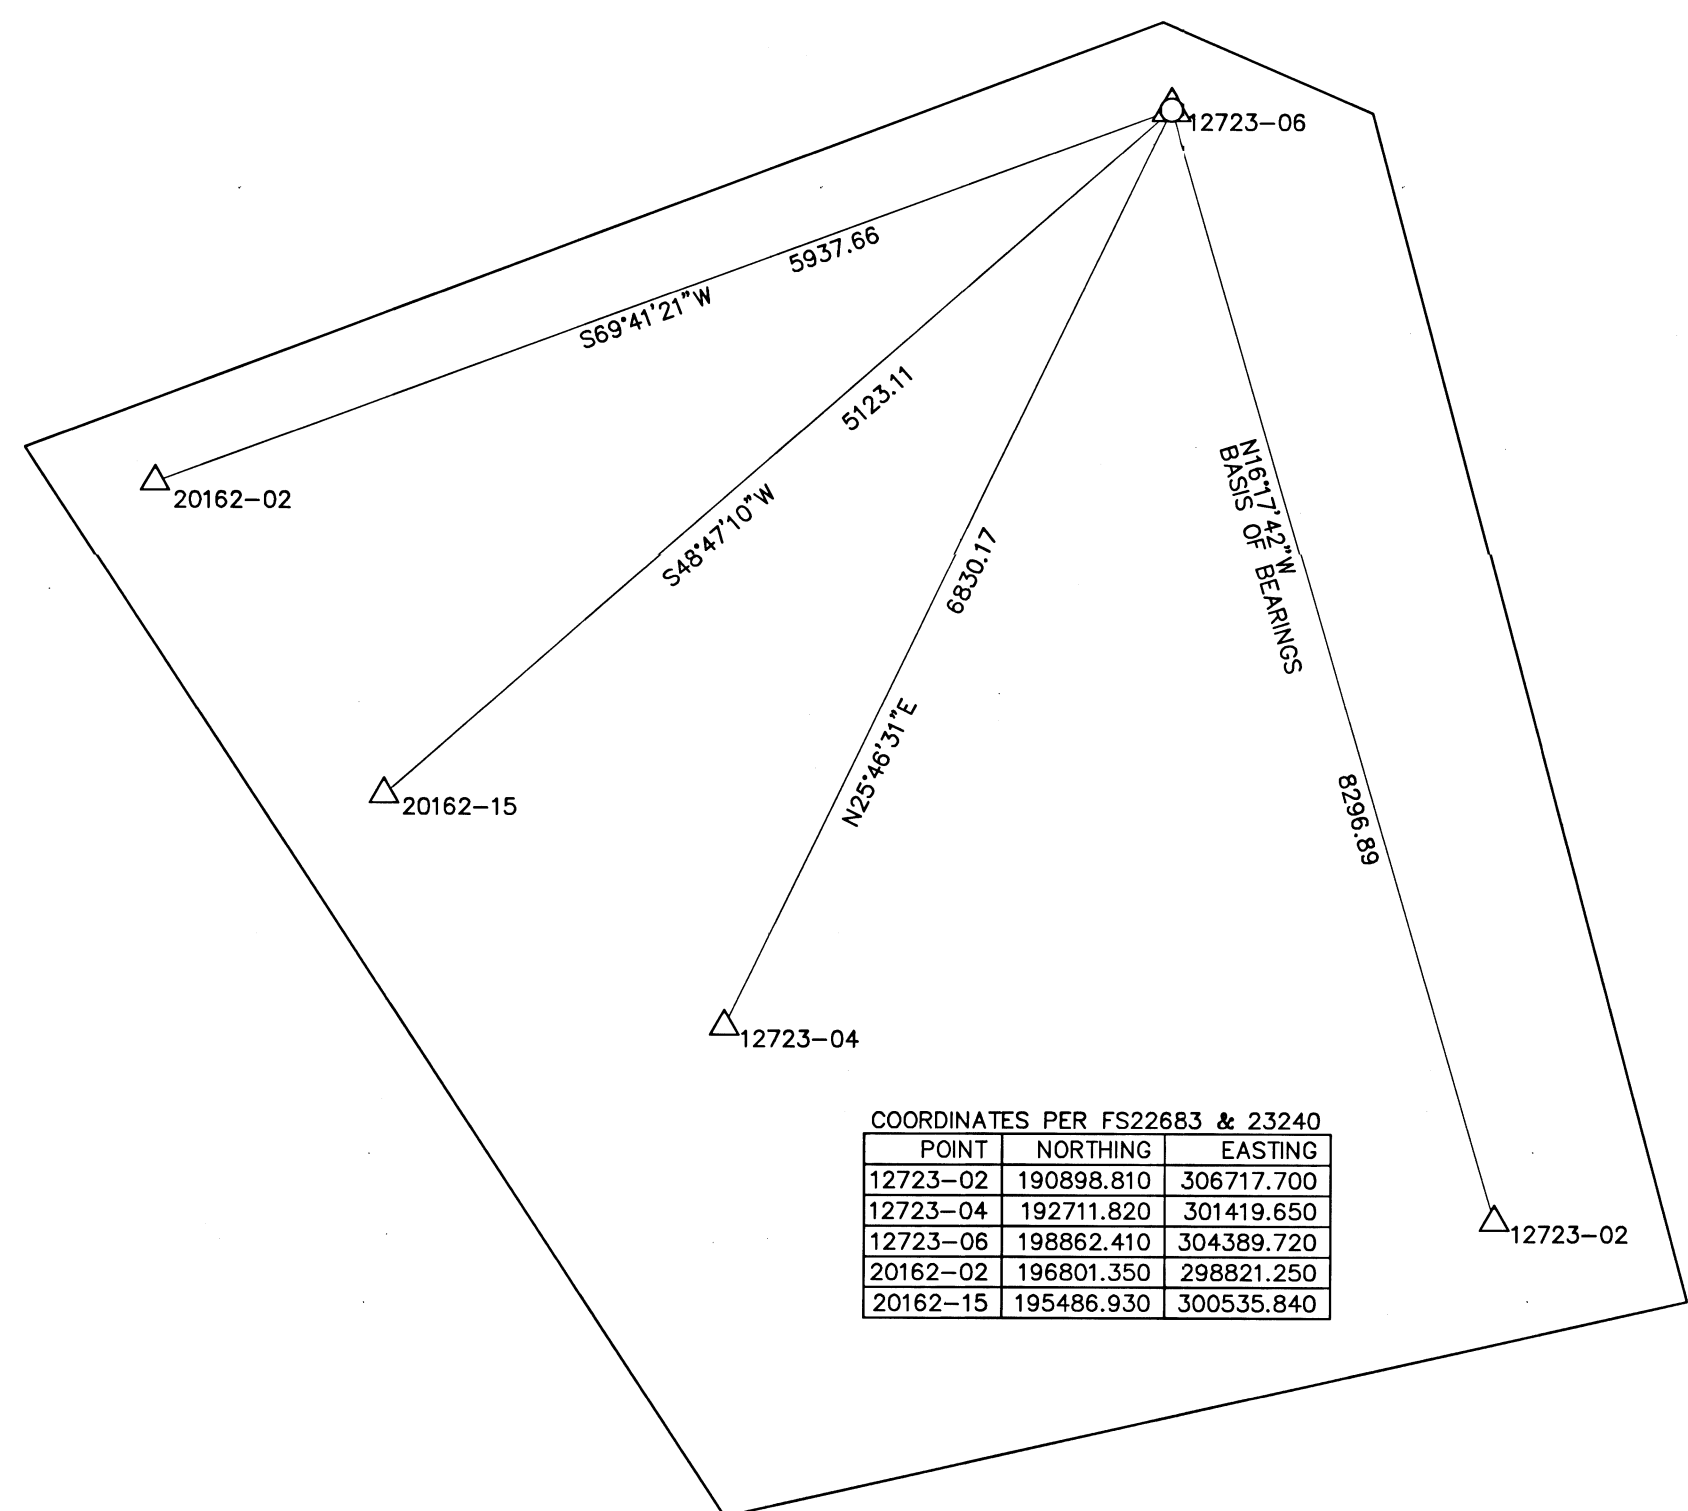 12723-06
5937.66
S69°41'21"W
5123.11
S48°47'10"W
20162-02
6830.17
N25°46'31"E
N16°17'42"W
BASIS OF BEARINGS
8296.89
20162-15
12723-04
12723-02
COORDINATES PER FS22683 & 23240
POINT NORTHING EASTING
12723-02 190898.810 306717.700
12723-04 192711.820 301419.650
12723-06 198862.410 304389.720
20162-02 196801.350 298821.250
20162-15 195486.930 300535.840